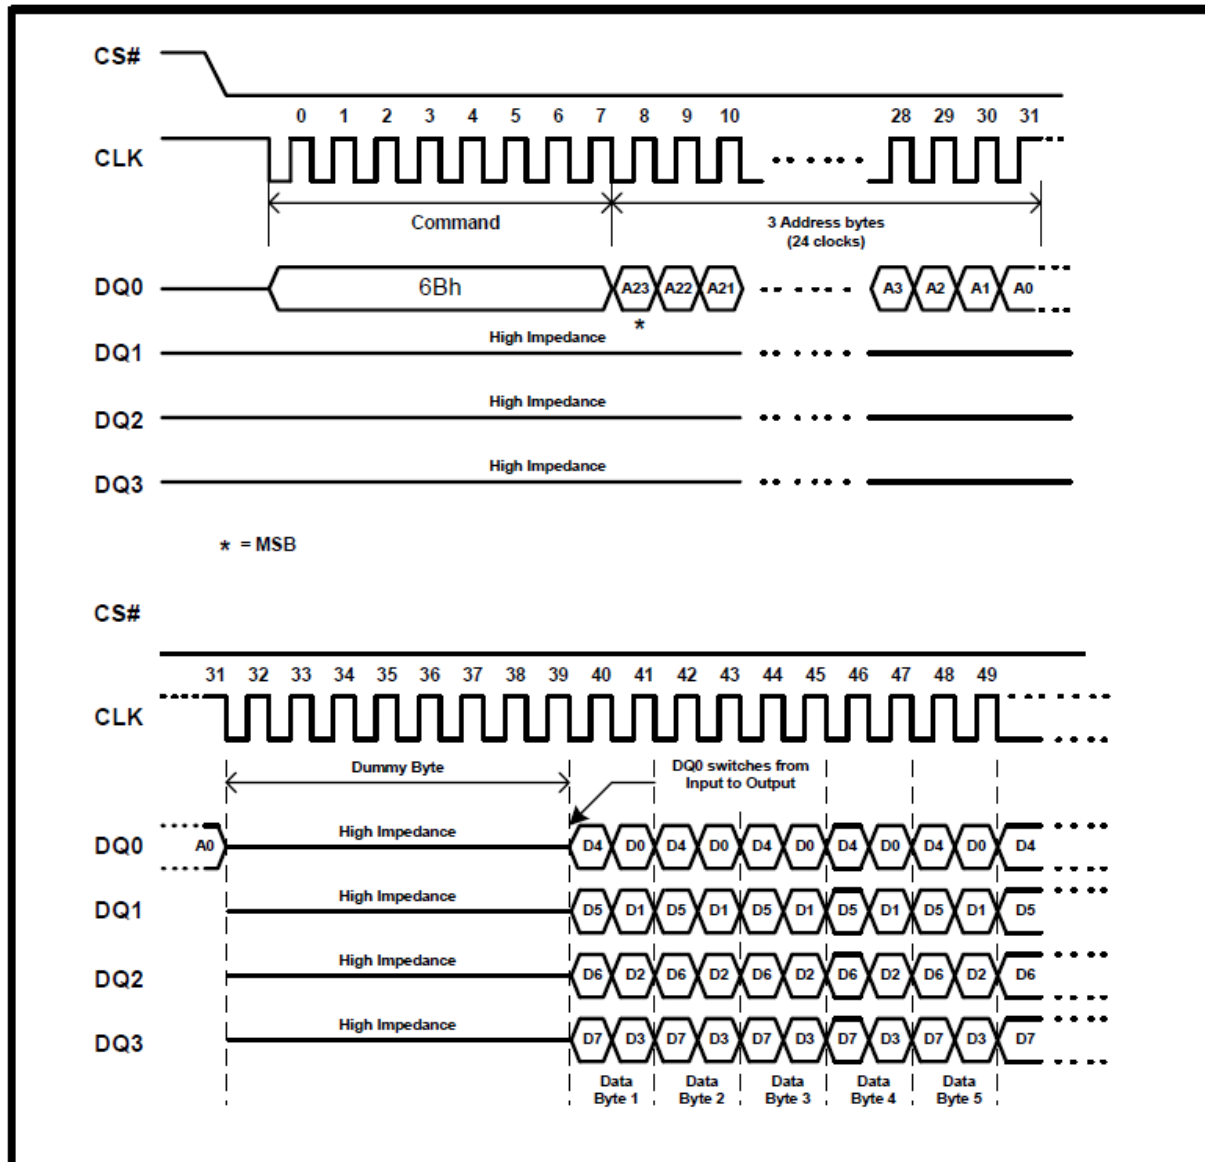 CS#
0 1 2 3 4 5 6 7 8 9 10 28 29 30 31
CLK
Command
3 Address bytes
(24 clocks)
DQ0 6Bh A23 A22 A21 A3 A2 A1 A0
*
High Impedance
DQ1
High Impedance
DQ2
High Impedance
DQ3
* = MSB
CS#
31 32 33 34 35 36 37 38 39 40 41 42 43 44 45 46 47 48 49
CLK
Dummy Byte
DQ0 switches from
Input to Output
High Impedance
DQ0 A0 D4 D0 D4 D0 D4 D0 D4 D0 D4 D0 D4
High Impedance
DQ1 D5 D1 D5 D1 D5 D1 D5 D1 D5 D1 D5
High Impedance
DQ2 D6 D2 D6 D2 D6 D2 D6 D2 D6 D2 D6
High Impedance
DQ3 D7 D3 D7 D3 D7 D3 D7 D3 D7 D3 D7
Data Data Data Data Data
Byte 1 Byte 2 Byte 3 Byte 4 Byte 5